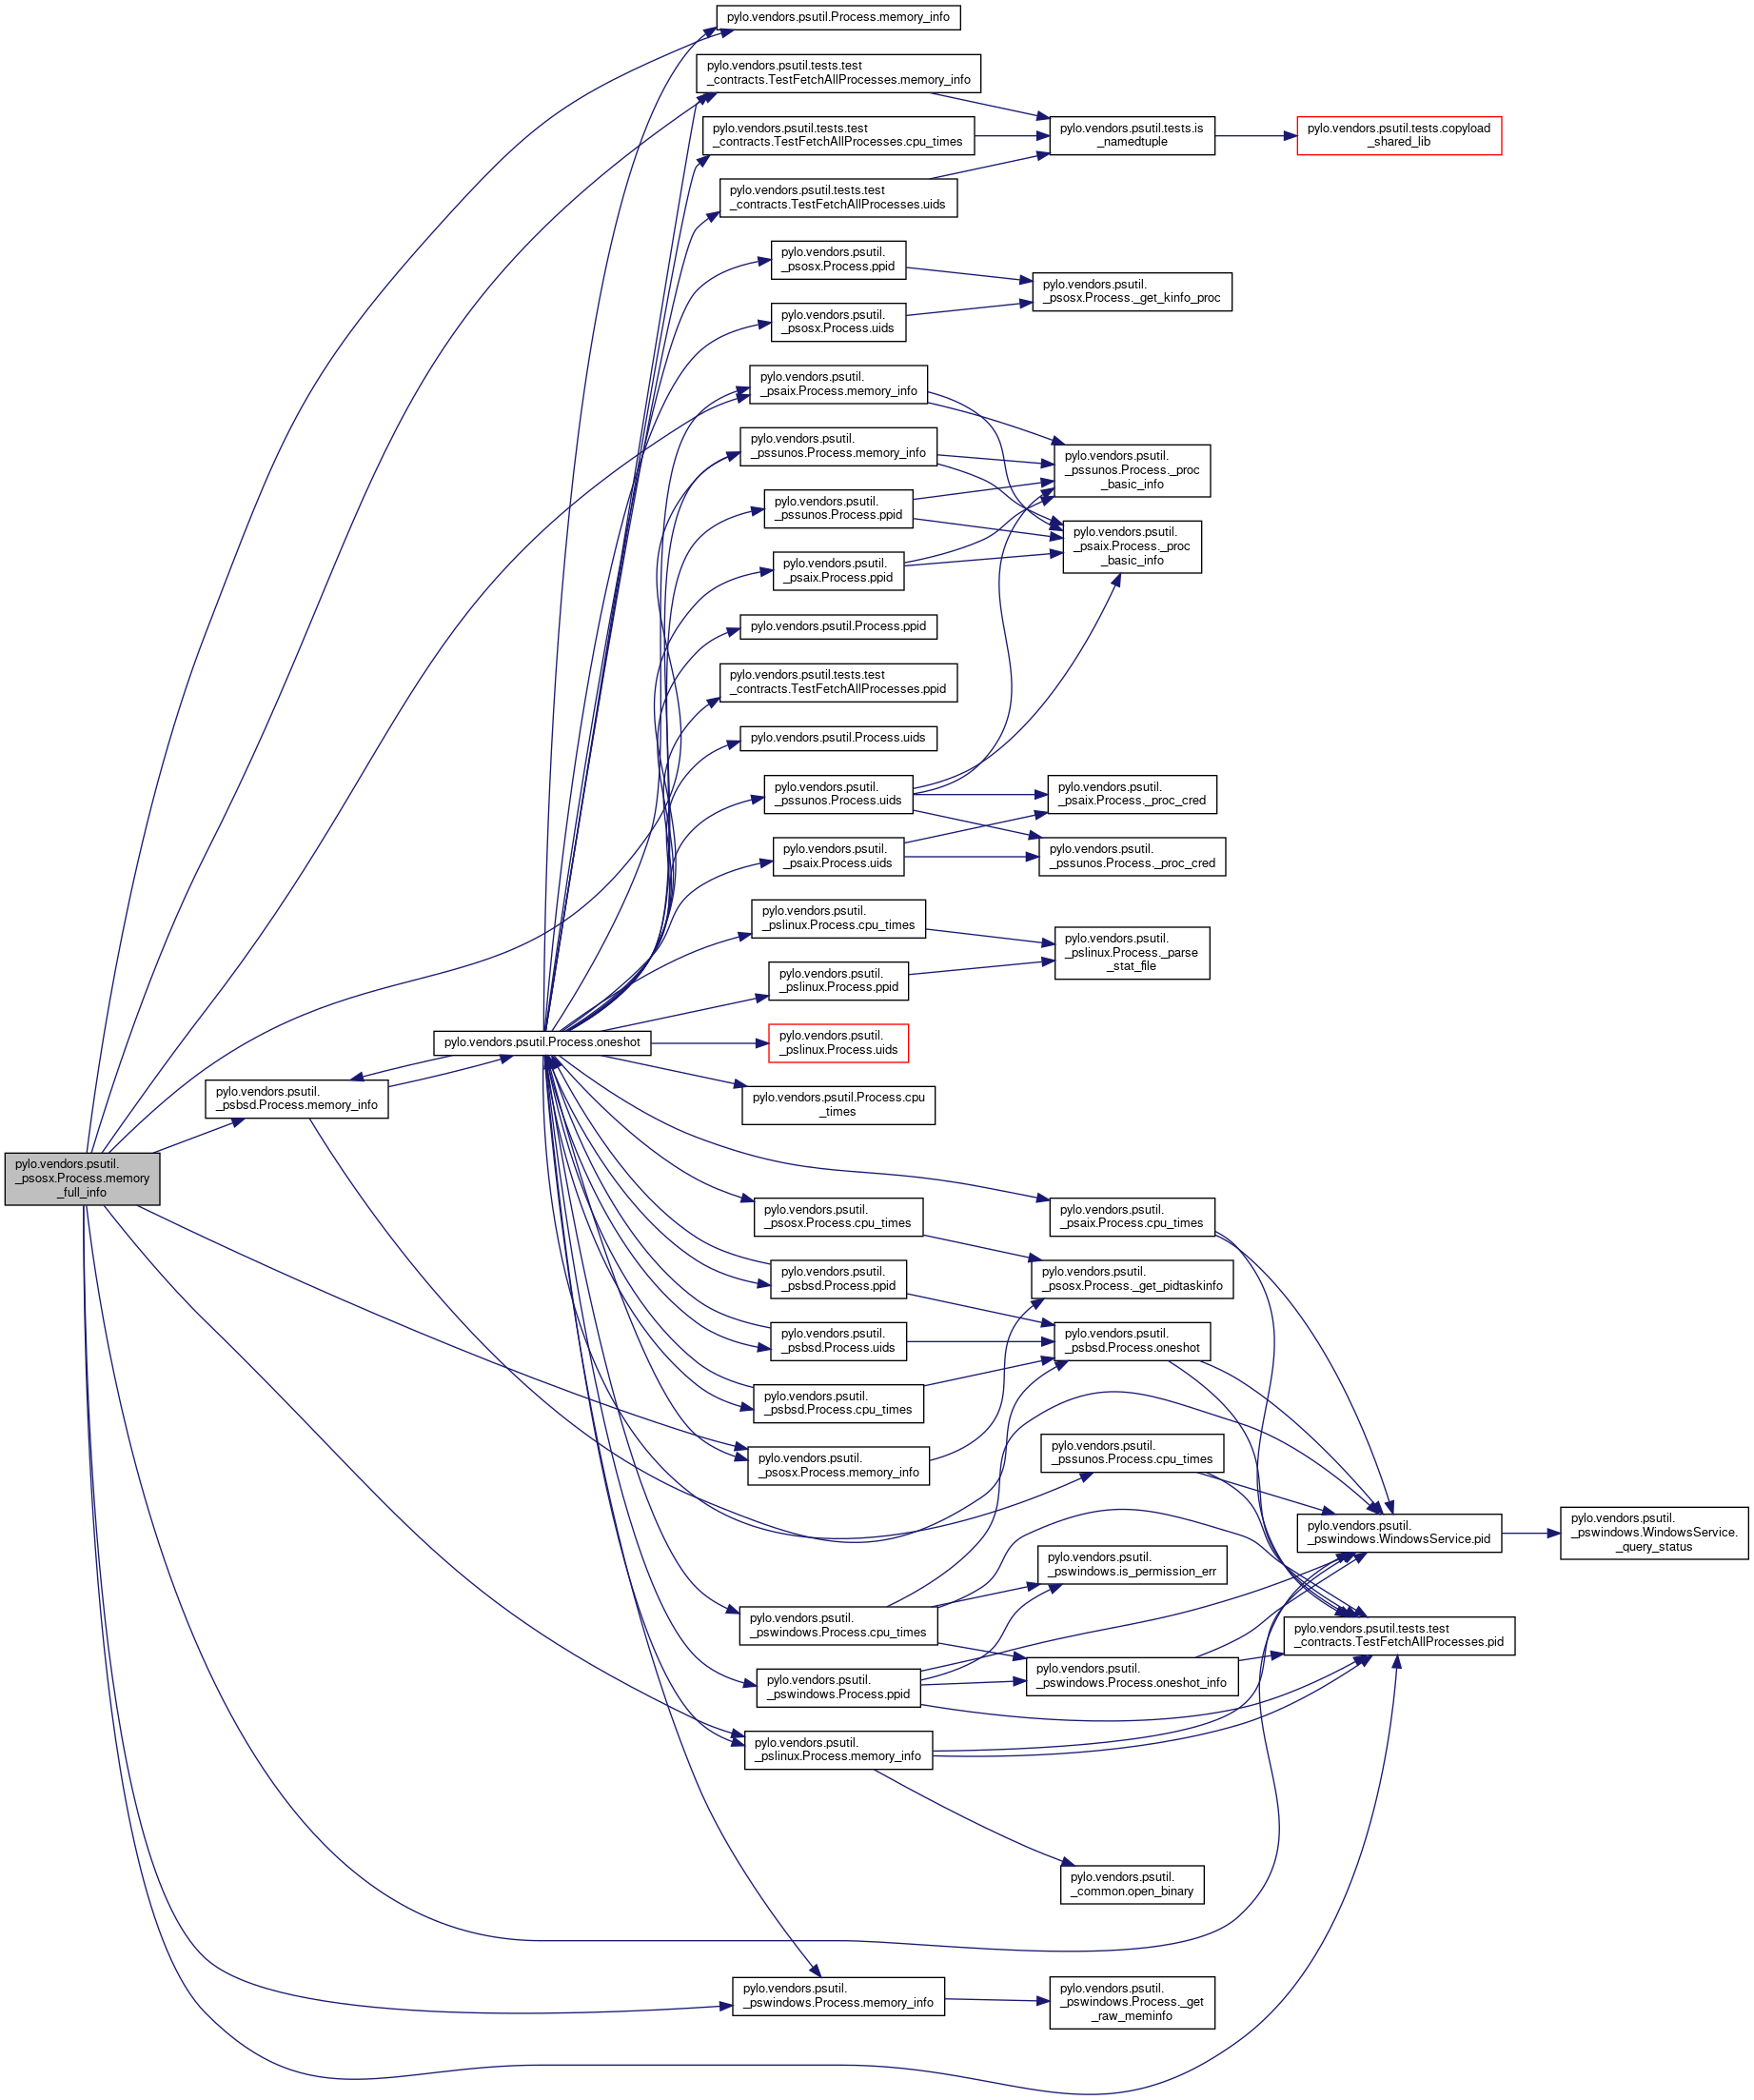 pylo.vendors.psutil.Process.memory_info
pylo.vendors.psutil.tests.test
_contracts.TestFetchAllProcesses.memory_info
pylo.vendors.psutil.tests.test
_contracts.TestFetchAllProcesses.cpu_times
pylo.vendors.psutil.tests.is
_namedtuple
pylo.vendors.psutil.tests.copyload
_shared_lib
pylo.vendors.psutil.tests.test
_contracts.TestFetchAllProcesses.uids
pylo.vendors.psutil.
_psosx.Process.ppid
pylo.vendors.psutil.
_psosx.Process._get_kinfo_proc
pylo.vendors.psutil.
_psosx.Process.uids
pylo.vendors.psutil.
_psaix.Process.memory_info
pylo.vendors.psutil.
_pssunos.Process.memory_info
pylo.vendors.psutil.
_pssunos.Process._proc
_basic_info
pylo.vendors.psutil.
_pssunos.Process.ppid
pylo.vendors.psutil.
_psaix.Process._proc
_basic_info
pylo.vendors.psutil.
_psaix.Process.ppid
pylo.vendors.psutil.Process.ppid
pylo.vendors.psutil.tests.test
_contracts.TestFetchAllProcesses.ppid
pylo.vendors.psutil.Process.uids
pylo.vendors.psutil.
_pssunos.Process.uids
pylo.vendors.psutil.
_psaix.Process._proc_cred
pylo.vendors.psutil.
_psaix.Process.uids
pylo.vendors.psutil.
_pssunos.Process._proc_cred
pylo.vendors.psutil.
_pslinux.Process.cpu_times
pylo.vendors.psutil.
_pslinux.Process._parse
_stat_file
pylo.vendors.psutil.
_pslinux.Process.ppid
pylo.vendors.psutil.Process.oneshot
pylo.vendors.psutil.
_pslinux.Process.uids
pylo.vendors.psutil.
_psbsd.Process.memory_info
pylo.vendors.psutil.Process.cpu
_times
pylo.vendors.psutil.
_psosx.Process.memory
_full_info
pylo.vendors.psutil.
_psosx.Process.cpu_times
pylo.vendors.psutil.
_psaix.Process.cpu_times
pylo.vendors.psutil.
_psbsd.Process.ppid
pylo.vendors.psutil.
_psosx.Process._get_pidtaskinfo
pylo.vendors.psutil.
_psbsd.Process.uids
pylo.vendors.psutil.
_psbsd.Process.oneshot
pylo.vendors.psutil.
_psbsd.Process.cpu_times
pylo.vendors.psutil.
_psosx.Process.memory_info
pylo.vendors.psutil.
_pssunos.Process.cpu_times
pylo.vendors.psutil.
_pswindows.WindowsService.pid
pylo.vendors.psutil.
_pswindows.WindowsService.
_query_status
pylo.vendors.psutil.
_pswindows.is_permission_err
pylo.vendors.psutil.
_pswindows.Process.cpu_times
pylo.vendors.psutil.tests.test
_contracts.TestFetchAllProcesses.pid
pylo.vendors.psutil.
_pswindows.Process.ppid
pylo.vendors.psutil.
_pswindows.Process.oneshot_info
pylo.vendors.psutil.
_pslinux.Process.memory_info
pylo.vendors.psutil.
_common.open_binary
pylo.vendors.psutil.
_pswindows.Process.memory_info
pylo.vendors.psutil.
_pswindows.Process._get
_raw_meminfo